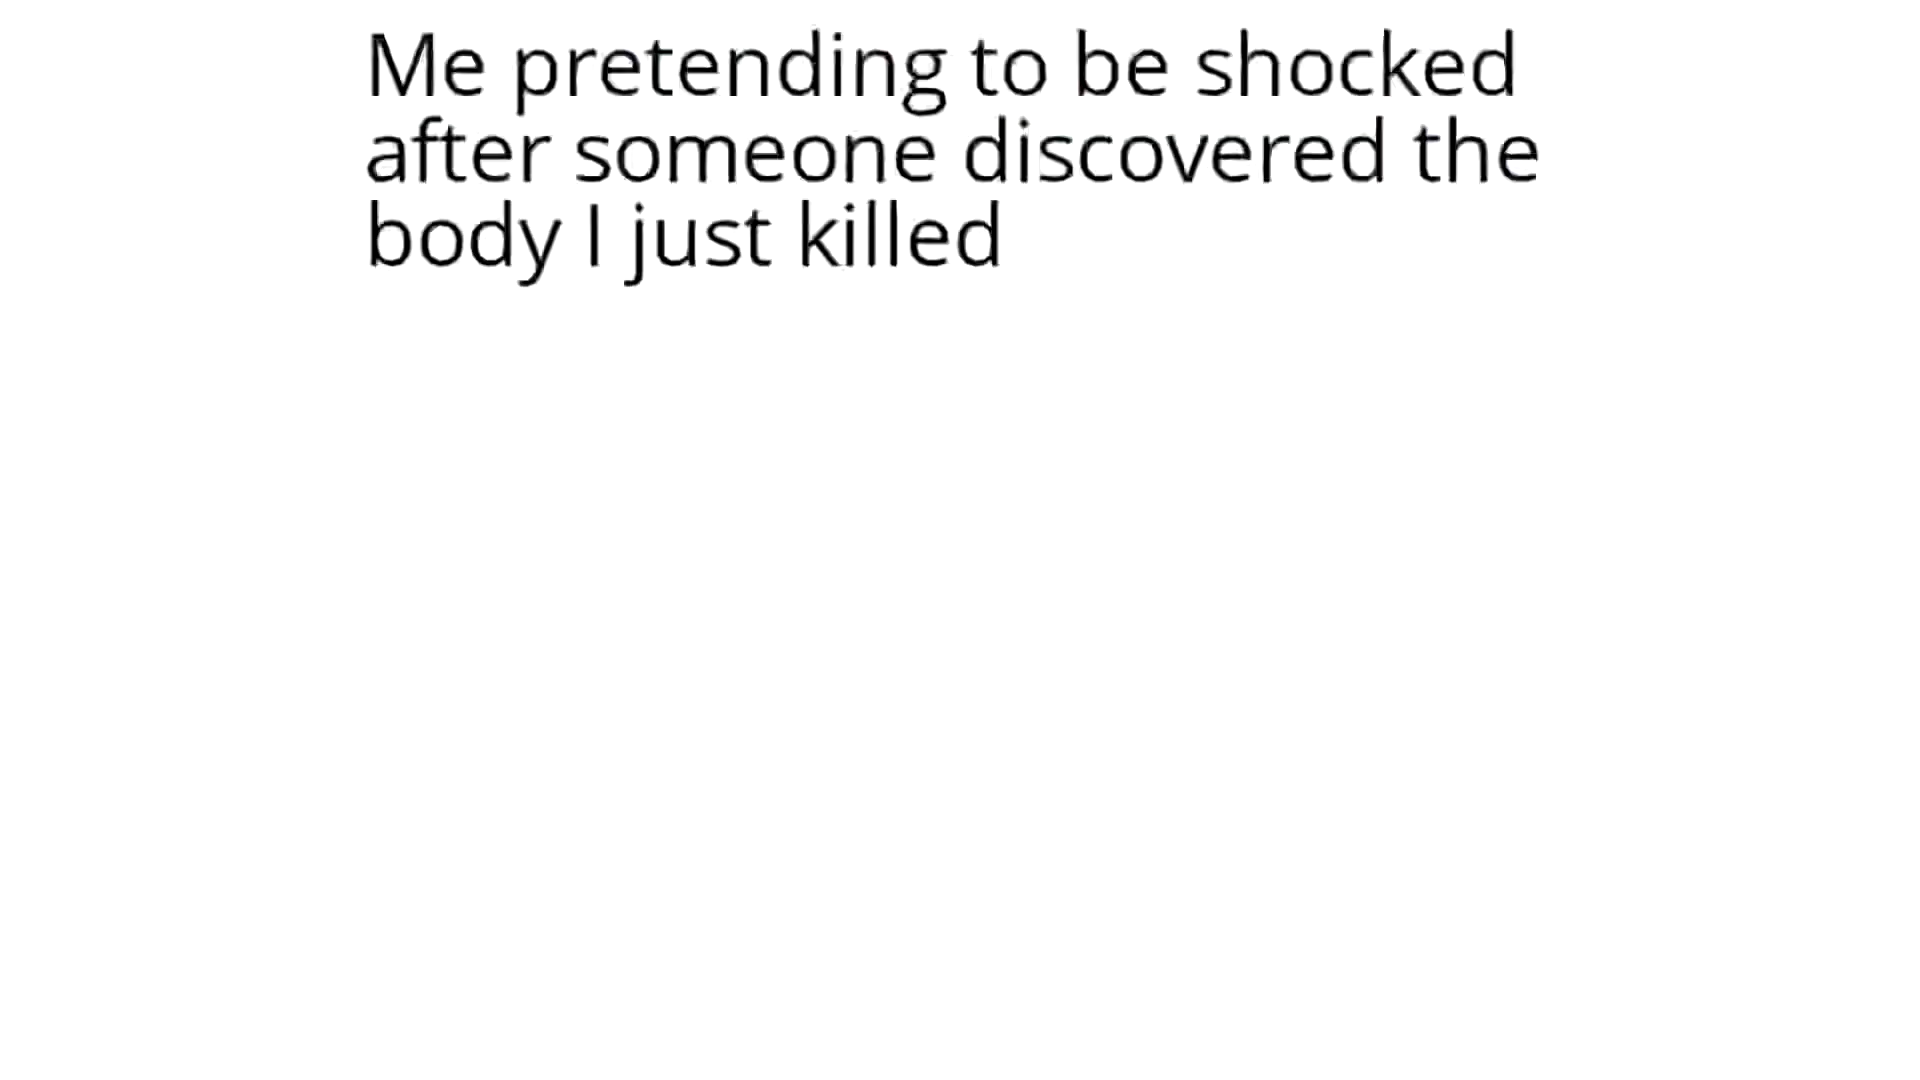 Me pretending to be shocked
after someone discovered the
body I just killed